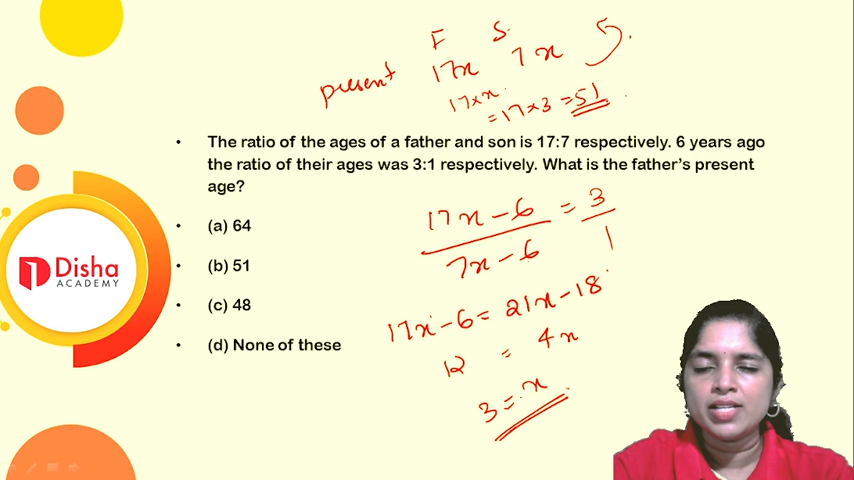 F S
present 17x 7x
17×x
= 17×3 = 51
The ratio of the ages of a father and son is 17:7 respectively. 6 years ago
the ratio of their ages was 3:1 respectively. What is the father's present
age?
17x - 6 / 7x - 6 = 3 / 1
(a) 64
(b) 51
Disha
ACADEMY
(c) 48
17x - 6 = 21x - 18
(d) None of these
12 = 4x
3 = x